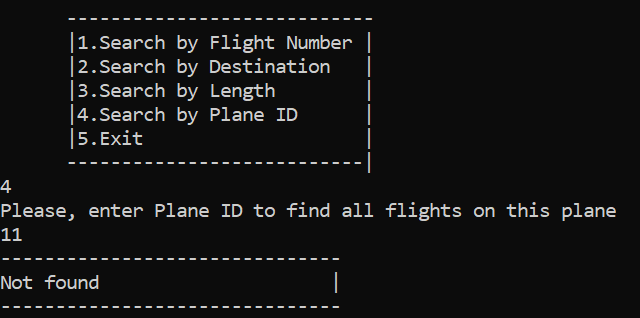 ----------------------------
|1.Search by Flight Number |
|2.Search by Destination   |
|3.Search by Length        |
|4.Search by Plane ID      |
|5.Exit                    |
---------------------------|
4
Please, enter Plane ID to find all flights on this plane
11
-------------------------------
Not found                     |
-------------------------------